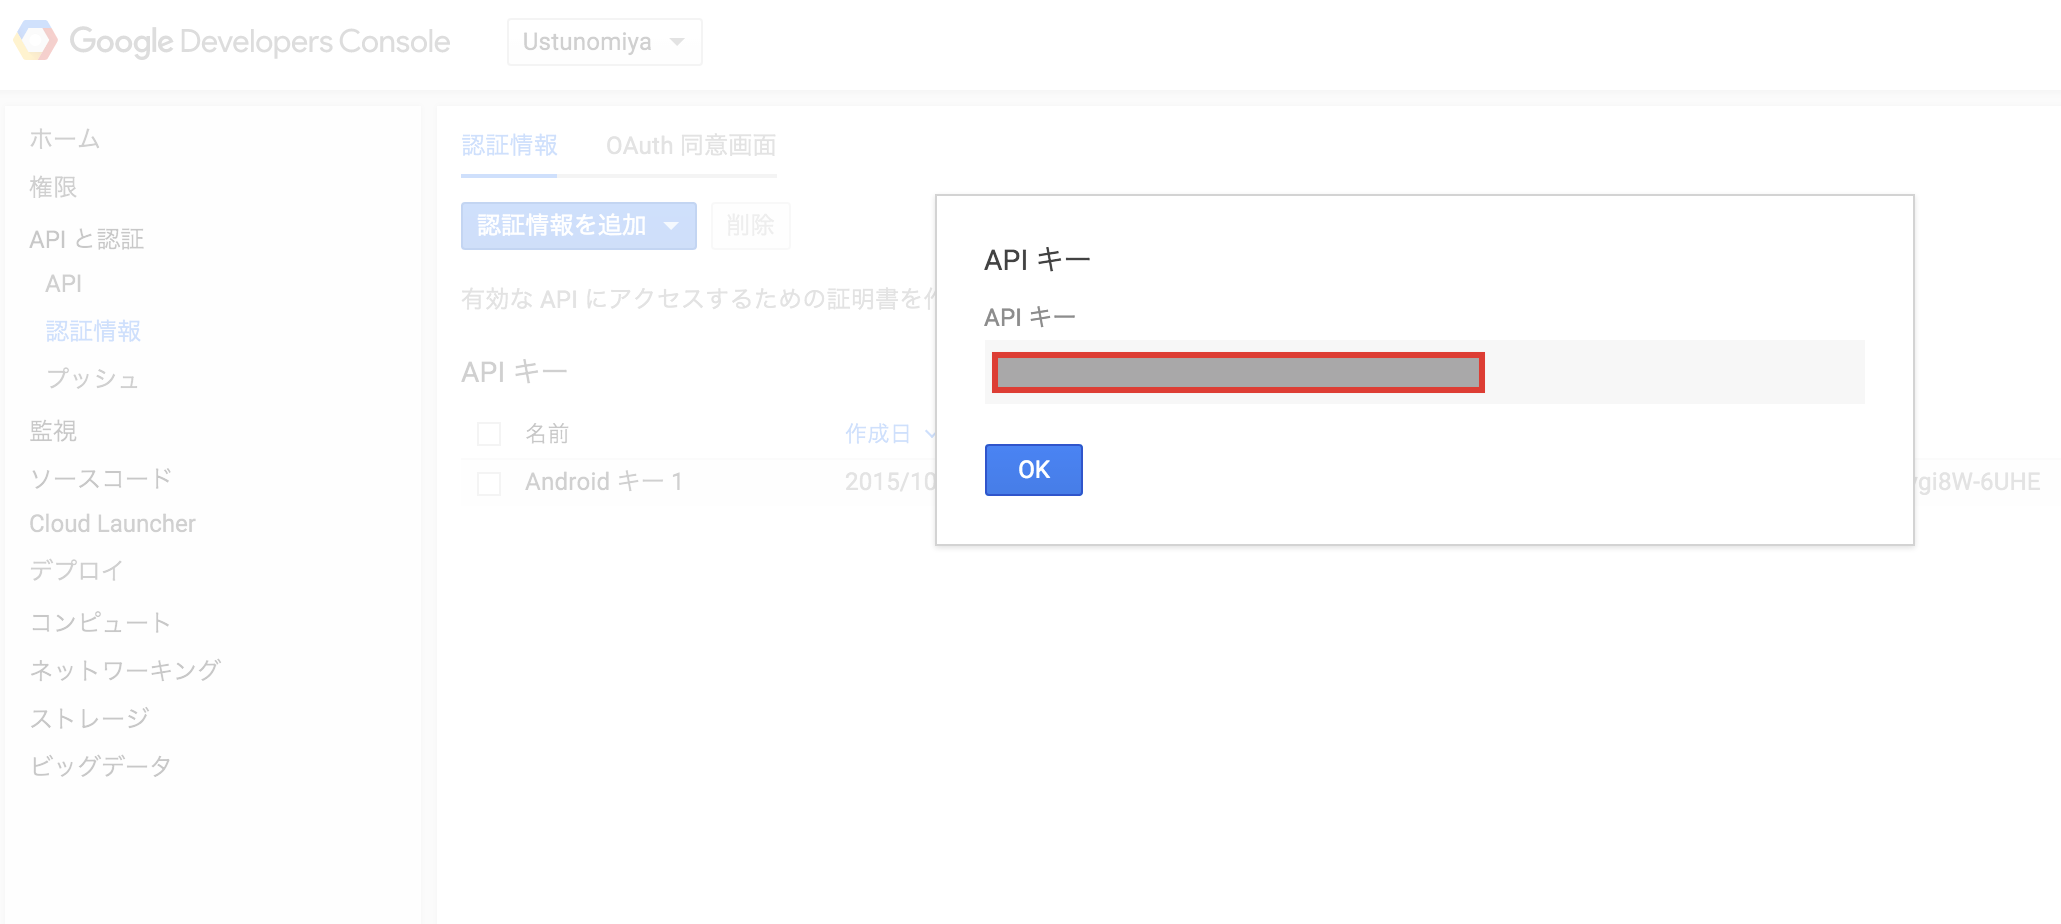 Google Developers Console
Ustunomiya
ホーム
権限
API と認証
API
認証情報
プッシュ
監視
ソースコード
Cloud Launcher
デプロイ
コンピュート
ネットワーキング
ストレージ
ビッグデータ
認証情報 OAuth 同意画面
認証情報を追加 削除
有効な API にアクセスするための証明書を
API キー
名前 作成日
Android キー 1 2015/10 gi8W-6UHE
API キー
API キー
OK